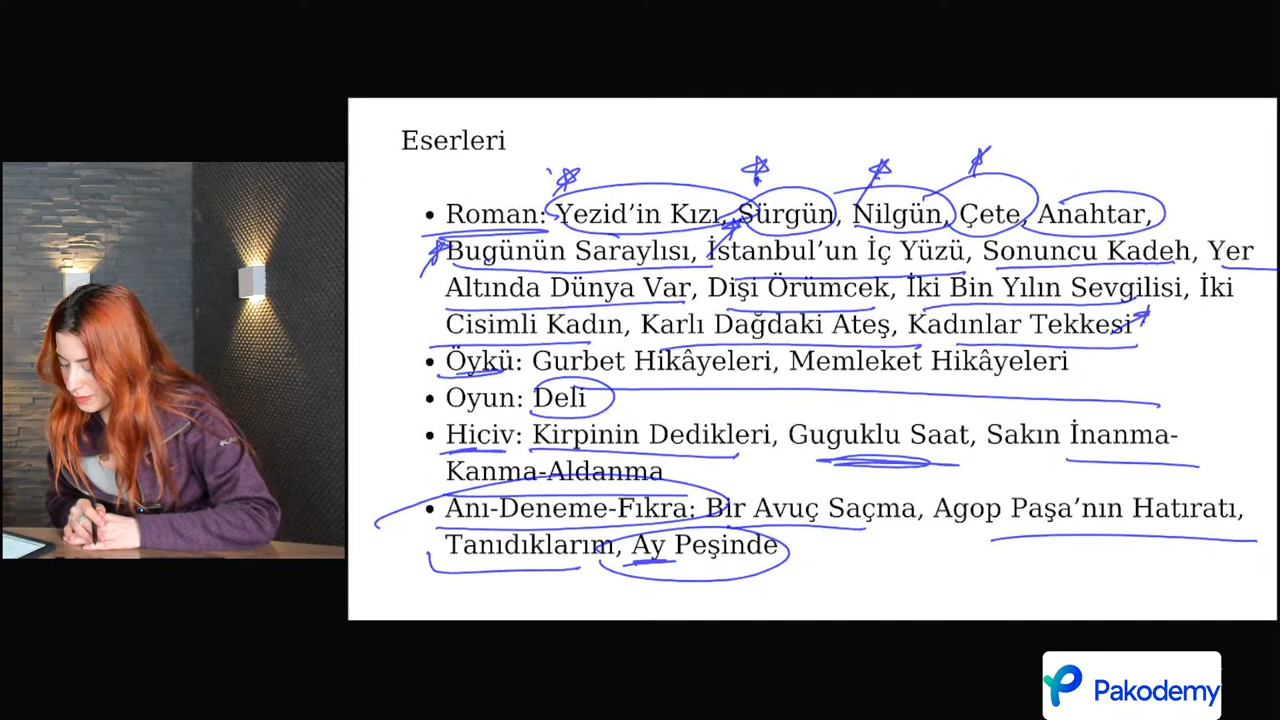 Eserleri
• Roman: Yezid’in Kızı, Sürgün, Nilgün, Çete, Anahtar,
Bugünün Saraylısı, İstanbul’un İç Yüzü, Sonuncu Kadeh, Yer
Altında Dünya Var, Dişi Örümcek, İki Bin Yılın Sevgilisi, İki
Cisimli Kadın, Karlı Dağdaki Ateş, Kadınlar Tekkesi
• Öykü: Gurbet Hikâyeleri, Memleket Hikâyeleri
• Oyun: Deli
• Hiciv: Kirpinin Dedikleri, Guguklu Saat, Sakın İnanma-
Kanma-Aldanma
• Anı-Deneme-Fıkra: Bir Avuç Saçma, Agop Paşa’nın Hatıratı,
Tanıdıklarım, Ay Peşinde
Pakodemy